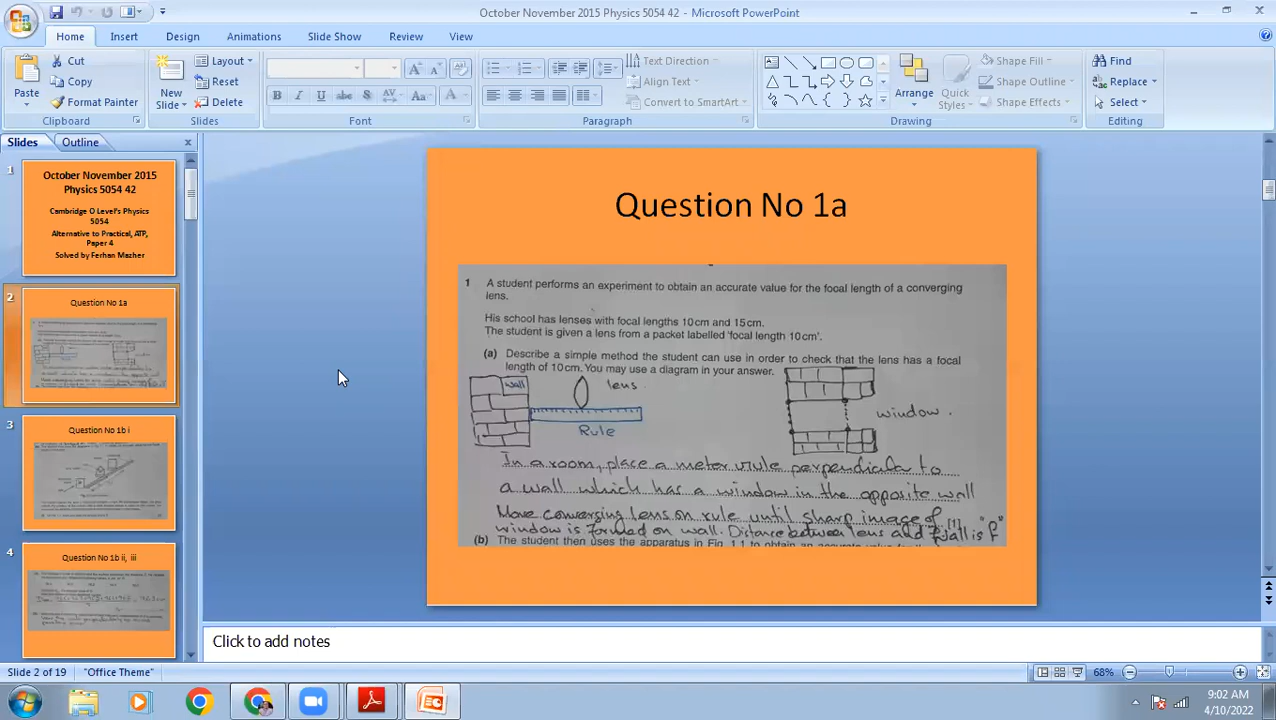 October November 2015 Physics 5054 42 - Microsoft PowerPoint
Home Insert Design Animations Slide Show Review View
Paste
Cut
Copy
Format Painter
Clipboard
New Slide
Layout
Reset
Delete
Slides
B I U abe S AV Aa A
Font
Text Direction
Align Text
Convert to SmartArt
Paragraph
Arrange
Quick Styles
Shape Fill
Shape Outline
Shape Effects
Drawing
Find
Replace
Select
Editing
Slides Outline
1
October November 2015
Physics 5054 42
Cambridge O Level's Physics
5054
Alternative to Practical, ATP,
Paper 4
Solved by Ferhan Mazher
2
Question No 1a
3
Question No 1b i
4
Question No 1b ii, iii
Question No 1a
1 A student performs an experiment to obtain an accurate value for the focal length of a converging
lens.
His school has lenses with focal lengths 10 cm and 15 cm.
The student is given a lens from a packet labelled 'focal length 10 cm'.
(a) Describe a simple method the student can use in order to check that the lens has a focal
length of 10 cm. You may use a diagram in your answer.
Wall
lens
Rule
window.
In a room, place a meter rule perpendicular to
a wall which has a window in the opposite wall
Move converging lens on rule until sharp image of
window is formed on wall. Distance between lens and wall is "f"
(b) The student then uses the apparatus in Fig. 1.1 to obtain an accurate value
Click to add notes
Slide 2 of 19 "Office Theme" 68%
9:02 AM
4/10/2022